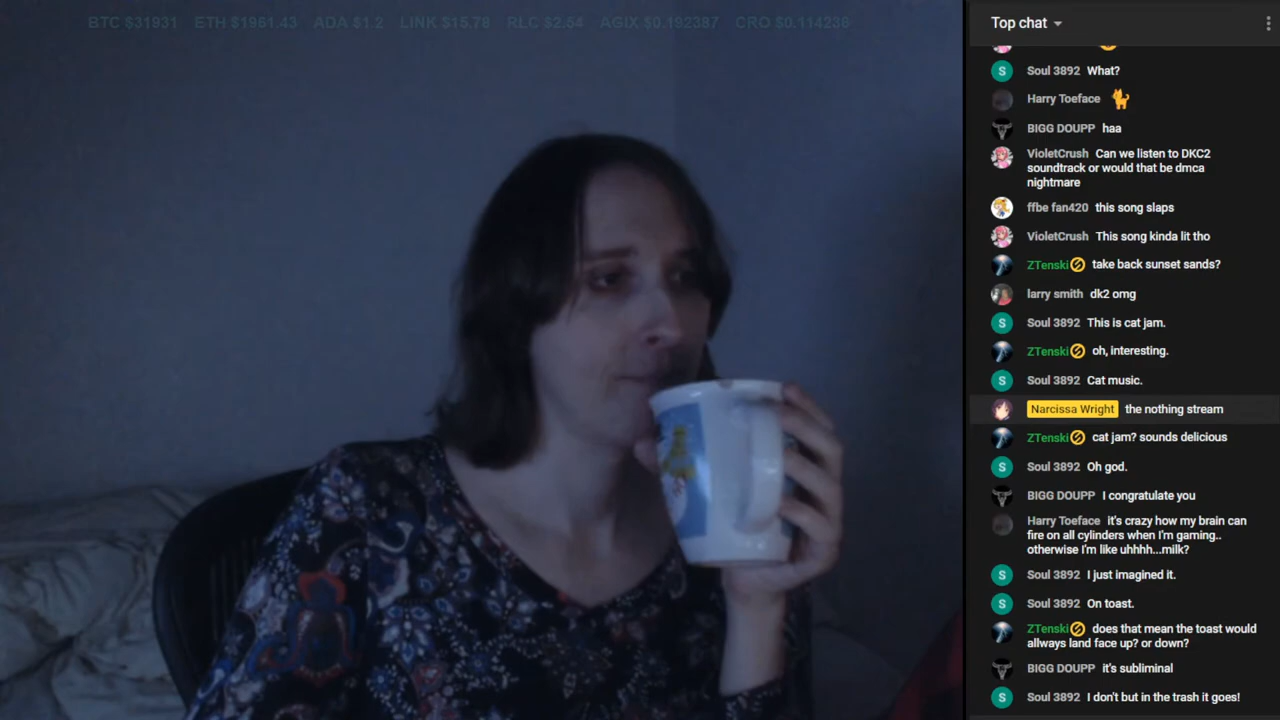 BTC $31931 ETH $1961.43 ADA $1.2 LINK $15.78 RLC $2.64 AGIX $0.192387 CRO $0.114238
Top chat
Soul 3892 What?
Harry Toeface
BIGG DOUPP haa
VioletCrush Can we listen to DKC2
soundtrack or would that be dmca
nightmare
ffbe fan420 this song slaps
VioletCrush This song kinda lit tho
ZTenski take back sunset sands?
larry smith dk2 omg
Soul 3892 This is cat jam.
ZTenski oh, interesting.
Soul 3892 Cat music.
Narcissa Wright the nothing stream
ZTenski cat jam? sounds delicious
Soul 3892 Oh god.
BIGG DOUPP I congratulate you
Harry Toeface it's crazy how my brain can
fire on all cylinders when I'm gaming..
otherwise I'm like uhhhh...milk?
Soul 3892 I just imagined it.
Soul 3892 On toast.
ZTenski does that mean the toast would
allways land face up? or down?
BIGG DOUPP it's subliminal
Soul 3892 I don't but in the trash it goes!